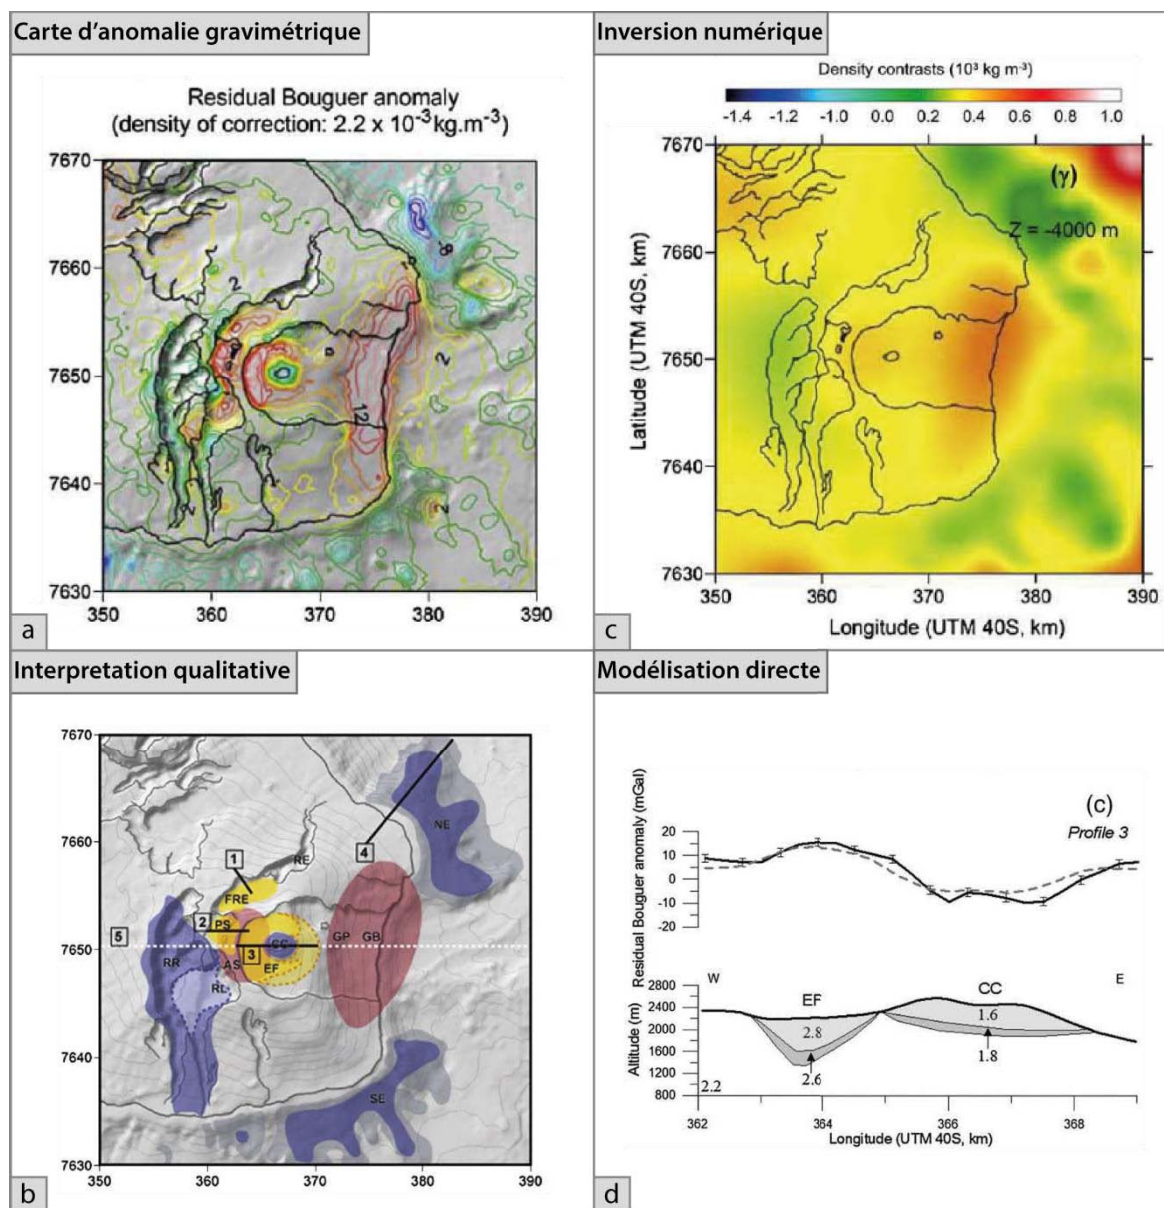 Carte d’anomalie gravimétrique
Residual Bouguer anomaly
(density of correction: 2.2 x 10⁻³kg.m⁻³)
7670
7660
7650
7640
7630
350
360
370
380
390
2
8
2
12
2
2
a
Inversion numérique
Density contrasts (10³ kg m⁻³)
-1.4
-1.2
-1.0
0.0
0.2
0.4
0.6
0.8
1.0
(γ)
Z = -4000 m
Latitude (UTM 40S, km)
7670
7660
7650
7640
7630
350
360
370
380
390
Longitude (UTM 40S, km)
c
Interpretation qualitative
7670
7660
7650
7640
7630
350
360
370
380
390
NE
4
1
RE
FRE
2
PS
5
CC
GP
GB
3
RR
AS
EF
RL
SE
b
Modélisation directe
Residual Bouguer anomaly (mGal)
20
10
0
-10
-20
(c)
Profile 3
W
E
EF
CC
Altitude (m)
2800
2400
2000
1600
1200
800
2.8
1.6
1.8
2.6
2.2
362
364
366
368
Longitude (UTM 40S, km)
d